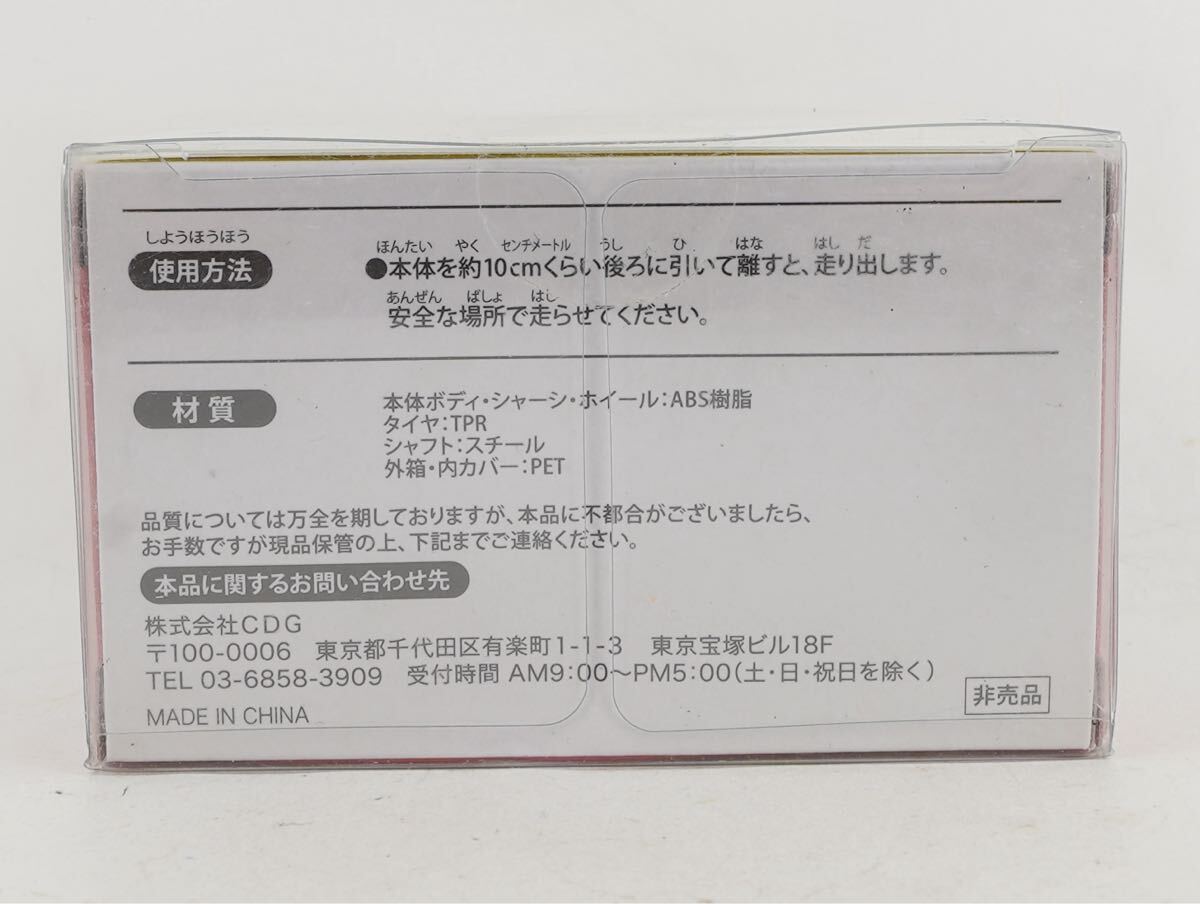 しようほうほう
使用方法
ほんたい やく センチメートル うし ひ はな はし だ
●本体を約10cmくらい後ろに引いて離すと、走り出します。
あんぜん ばしょ はし
安全な場所で走らせてください。
材質
本体ボディ・シャーシ・ホイール：ABS樹脂
タイヤ：TPR
シャフト：スチール
外箱・内カバー：PET
品質については万全を期しておりますが、本品に不都合がございましたら、
お手数ですが現品保管の上、下記までご連絡ください。
本品に関するお問い合わせ先
株式会社CDG
〒100-0006 東京都千代田区有楽町1-1-3 東京宝塚ビル18F
TEL 03-6858-3909 受付時間 AM9:00～PM5:00（土・日・祝日を除く）
MADE IN CHINA
非売品